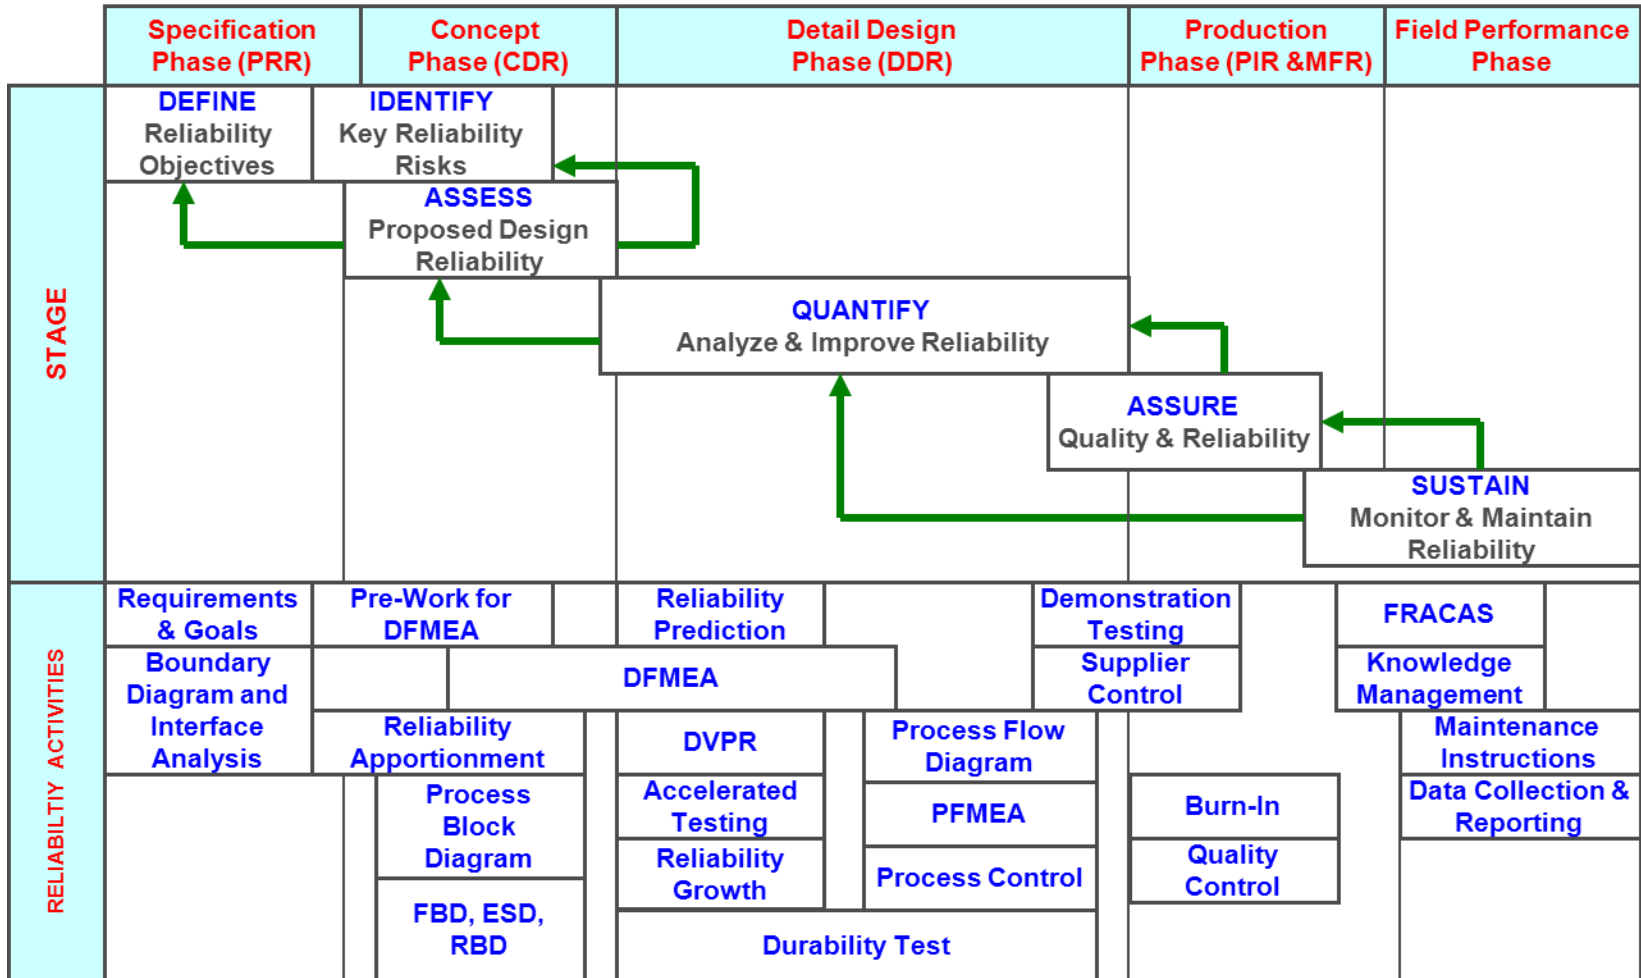 Specification
Phase (PRR)
Concept
Phase (CDR)
Detail Design
Phase (DDR)
Production
Phase (PIR &MFR)
Field Performance
Phase
STAGE
DEFINE
Reliability
Objectives
IDENTIFY
Key Reliability
Risks
ASSESS
Proposed Design
Reliability
QUANTIFY
Analyze & Improve Reliability
ASSURE
Quality & Reliability
SUSTAIN
Monitor & Maintain
Reliability
RELIABILTIY ACTIVITIES
Requirements
& Goals
Boundary
Diagram and
Interface
Analysis
Pre-Work for
DFMEA
DFMEA
Reliability
Apportionment
Process
Block
Diagram
FBD, ESD,
RBD
Reliability
Prediction
DVPR
Accelerated
Testing
Reliability
Growth
Durability Test
Process Flow
Diagram
PFMEA
Process Control
Demonstration
Testing
Supplier
Control
Burn-In
Quality
Control
FRACAS
Knowledge
Management
Maintenance
Instructions
Data Collection &
Reporting